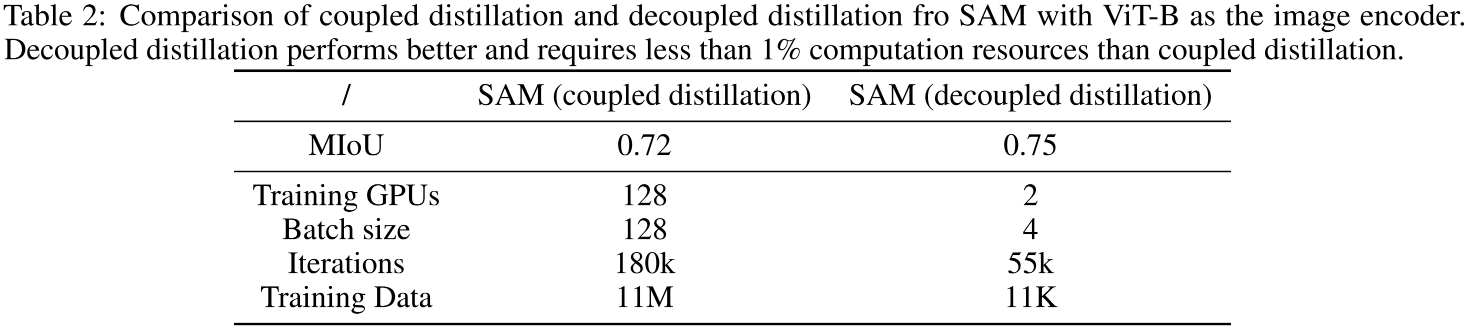 Table 2: Comparison of coupled distillation and decoupled distillation fro SAM with ViT-B as the image encoder.
Decoupled distillation performs better and requires less than 1% computation resources than coupled distillation.
/ SAM (coupled distillation) SAM (decoupled distillation)
MIoU 0.72 0.75
Training GPUs 128 2
Batch size 128 4
Iterations 180k 55k
Training Data 11M 11K